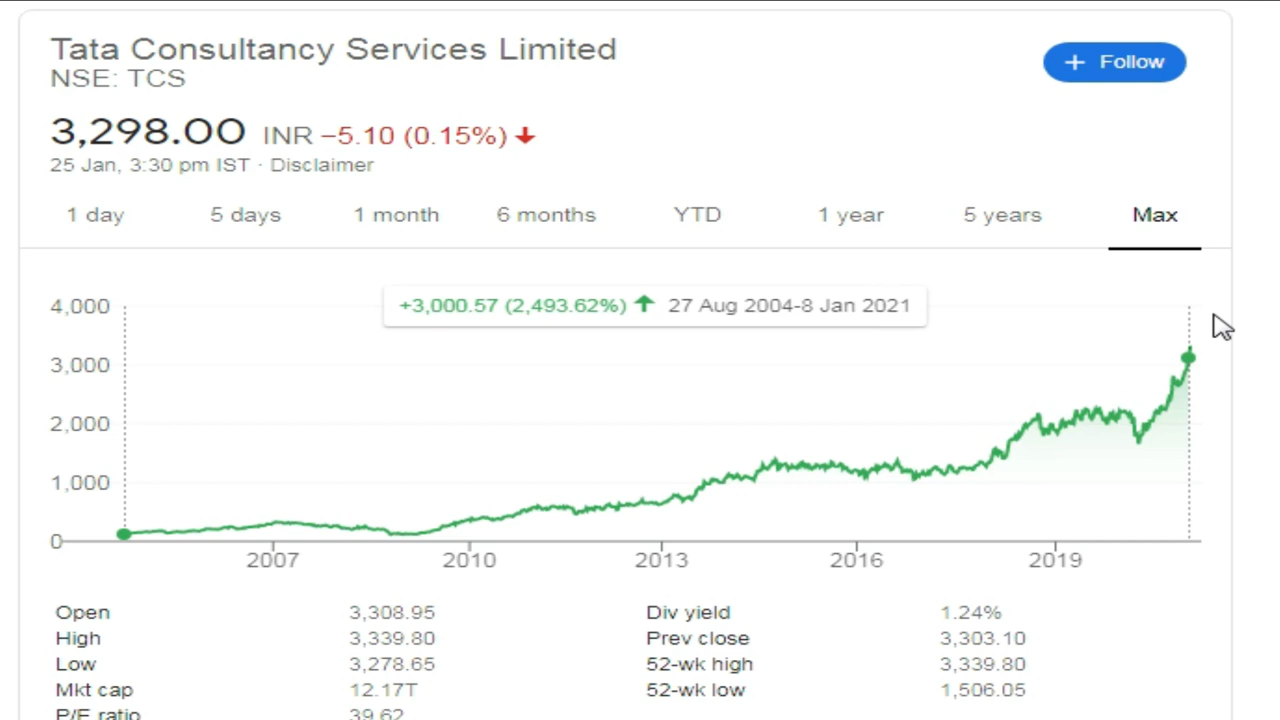 Tata Consultancy Services Limited
NSE: TCS
+ Follow
3,298.00 INR −5.10 (0.15%)
25 Jan, 3:30 pm IST · Disclaimer
1 day 5 days 1 month 6 months YTD 1 year 5 years Max
+3,000.57 (2,493.62%) 27 Aug 2004-8 Jan 2021
4,000
3,000
2,000
1,000
0
2007 2010 2013 2016 2019
Open 3,308.95 Div yield 1.24%
High 3,339.80 Prev close 3,303.10
Low 3,278.65 52-wk high 3,339.80
Mkt cap 12.17T 52-wk low 1,506.05
P/E ratio 39.62